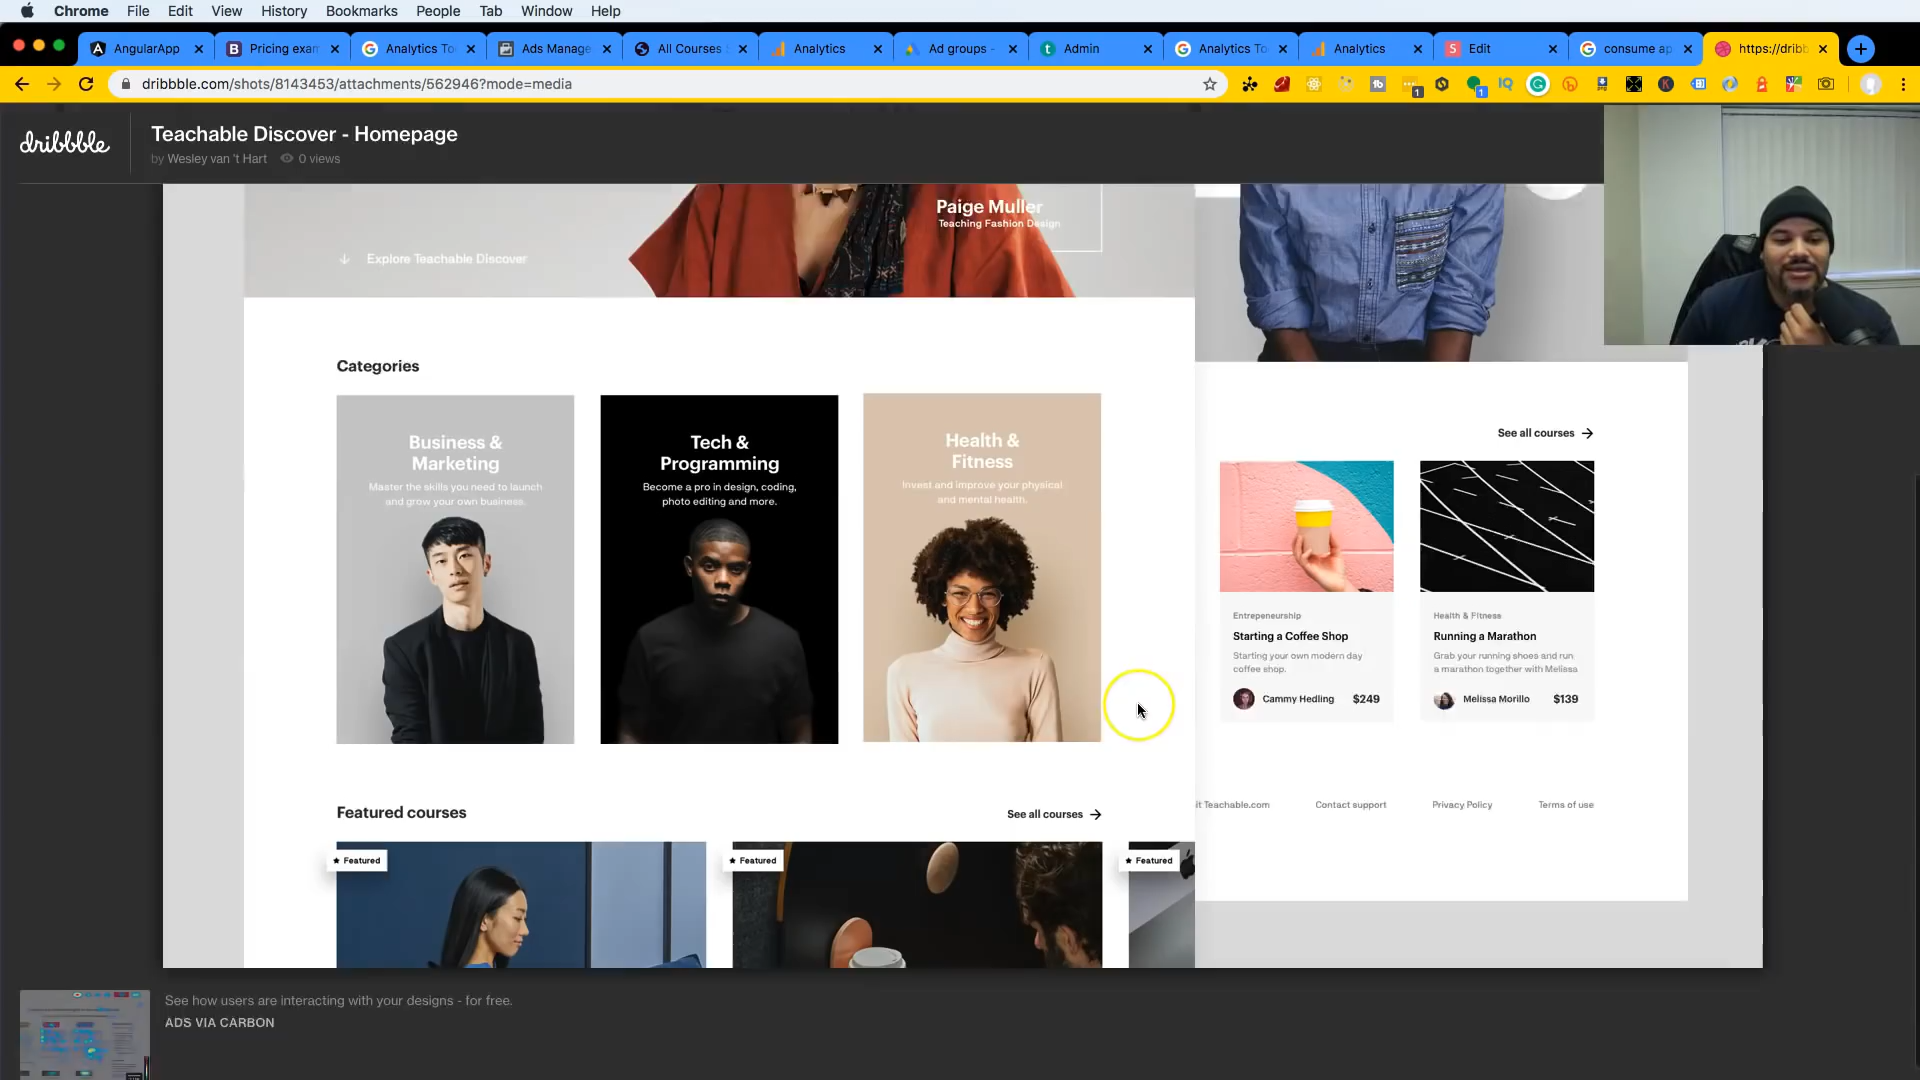 Chrome File Edit View History Bookmarks People Tab Window Help
AngularApp
Pricing exam
Analytics To
Ads Manage
All Courses
Analytics
Ad groups -
Admin
Analytics To
Analytics
Edit
consume ap
https://dribb
dribbble.com/shots/8143453/attachments/562946?mode=media
dribbble
Teachable Discover - Homepage
by Wesley van 't Hart 0 views
Paige Muller
Teaching Fashion Design
Explore Teachable Discover
Categories
Business &
Marketing
Master the skills you need to launch
and grow your own business.
Tech &
Programming
Become a pro in design, coding,
photo editing and more.
Health &
Fitness
Invest and improve your physical
and mental health.
See all courses
Entrepeneurship
Starting a Coffee Shop
Starting your own modern day
coffee shop.
Cammy Hedling $249
Health & Fitness
Running a Marathon
Grab your running shoes and run
a marathon together with Melissa
Melissa Morillo $139
it Teachable.com
Contact support
Privacy Policy
Terms of use
Featured courses
See all courses
Featured
Featured
Featured
See how users are interacting with your designs - for free.
ADS VIA CARBON